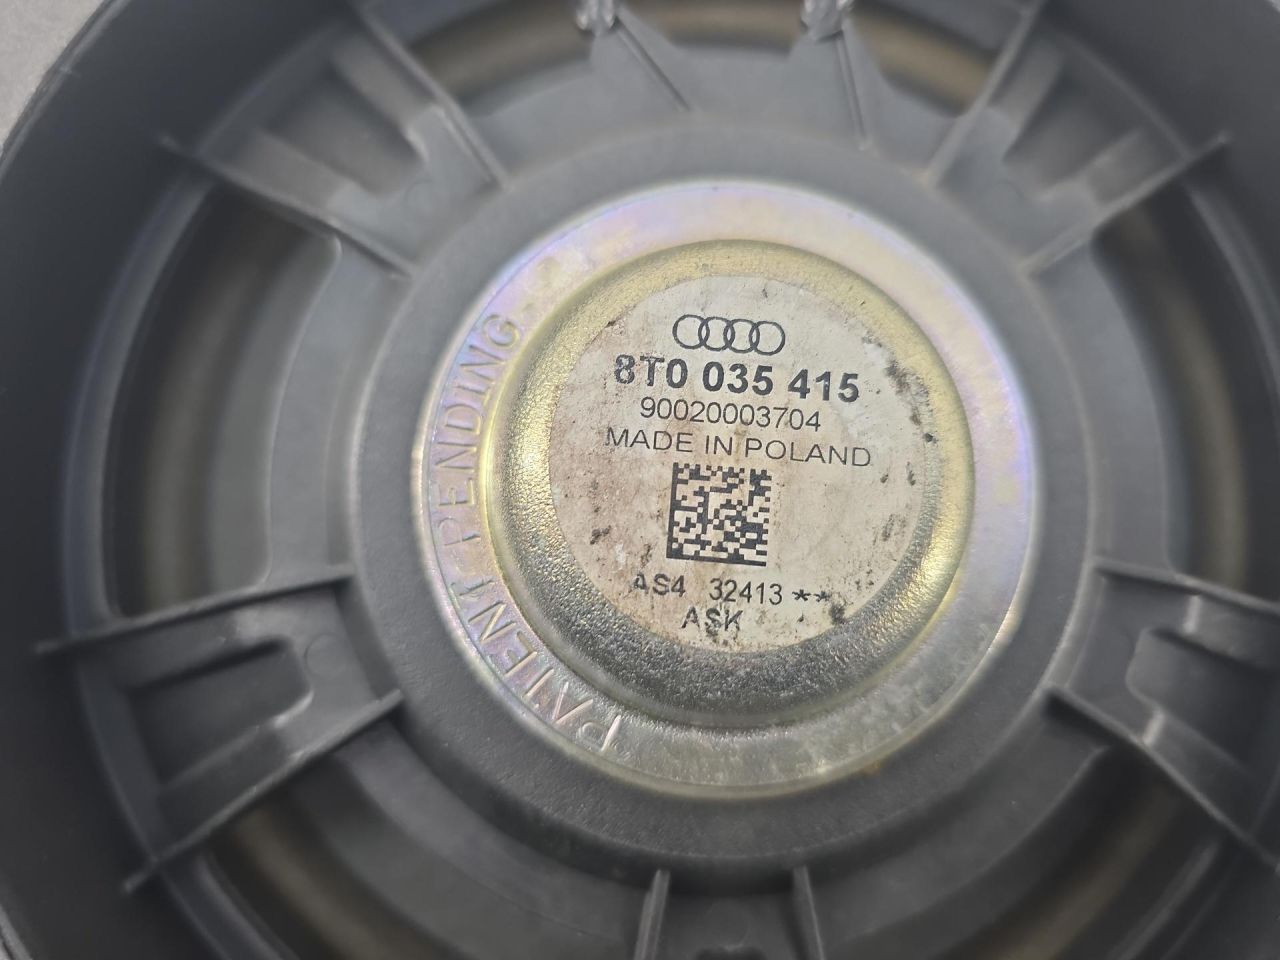 8T0 035 415
90020003704
MADE IN POLAND
AS4 32413 **
ASK
PATENT PENDING